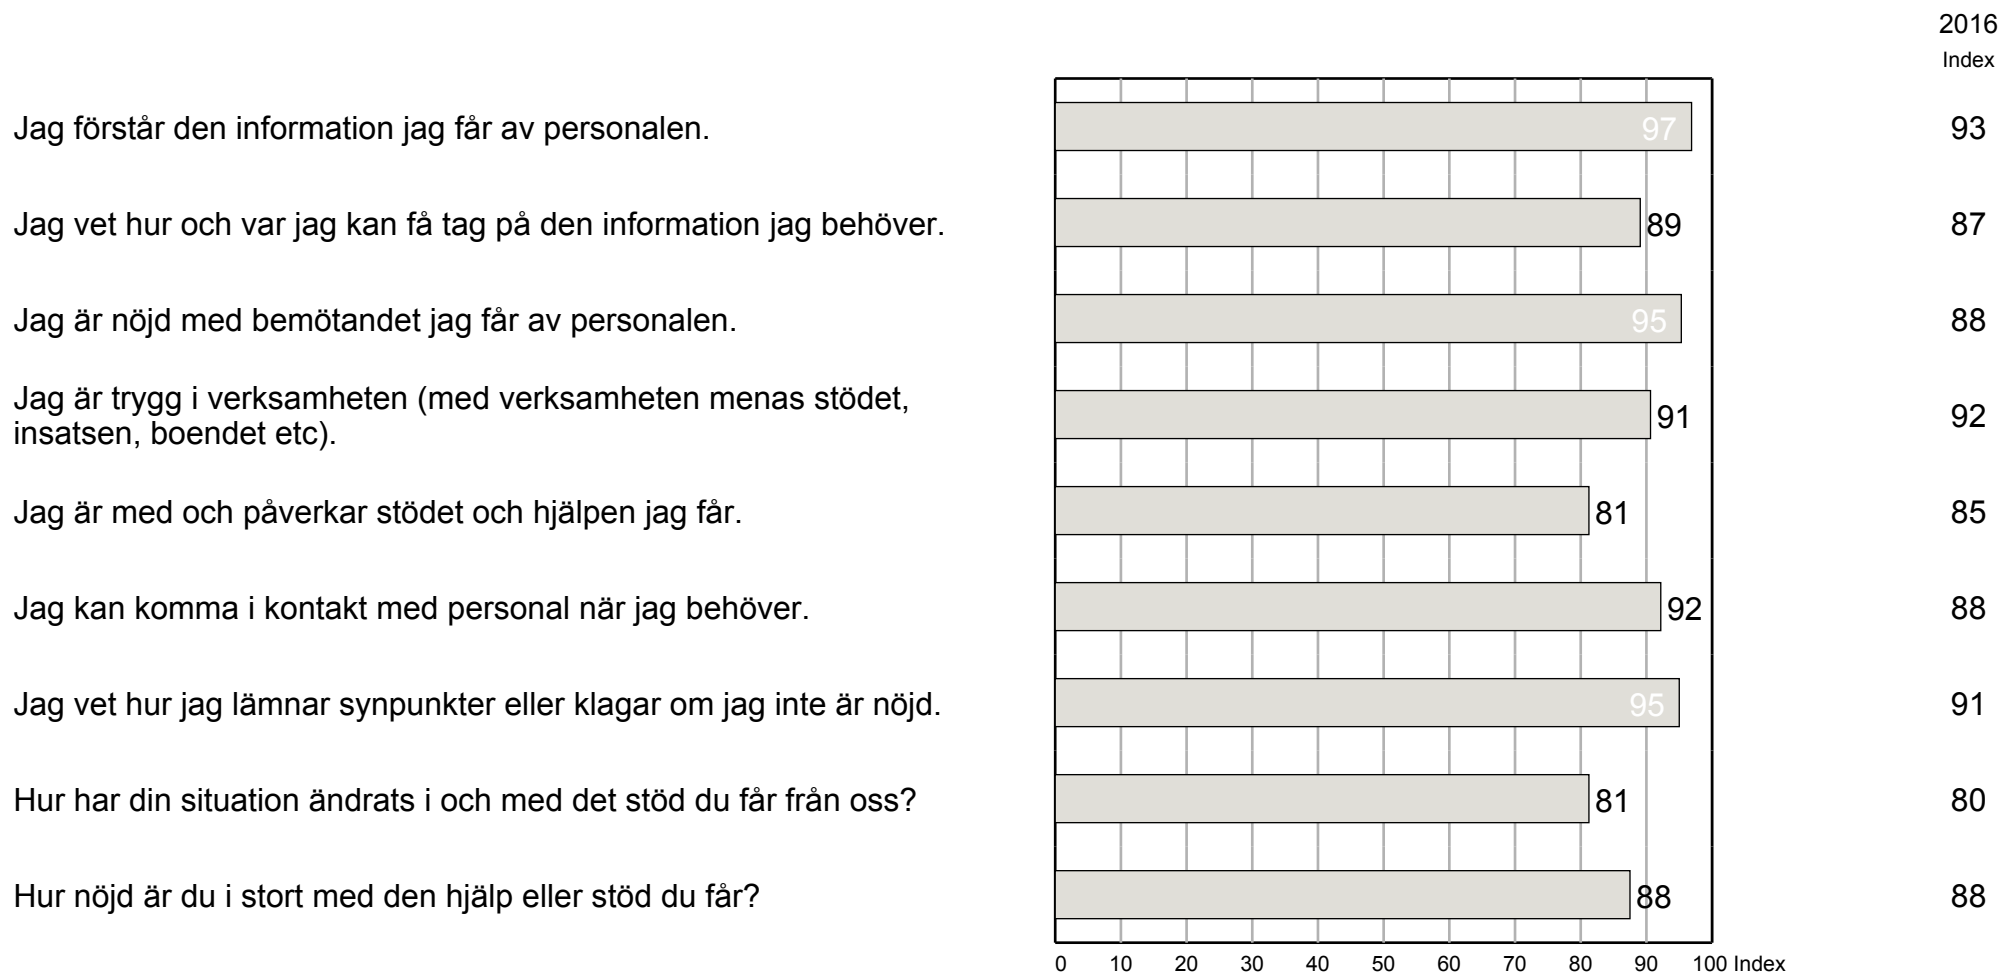 2016
Index
Jag förstår den information jag får av personalen. 97 93
Jag vet hur och var jag kan få tag på den information jag behöver. 89 87
Jag är nöjd med bemötandet jag får av personalen. 95 88
Jag är trygg i verksamheten (med verksamheten menas stödet,
insatsen, boendet etc). 91 92
Jag är med och påverkar stödet och hjälpen jag får. 81 85
Jag kan komma i kontakt med personal när jag behöver. 92 88
Jag vet hur jag lämnar synpunkter eller klagar om jag inte är nöjd. 95 91
Hur har din situation ändrats i och med det stöd du får från oss? 81 80
Hur nöjd är du i stort med den hjälp eller stöd du får? 88 88
0 10 20 30 40 50 60 70 80 90 100 Index